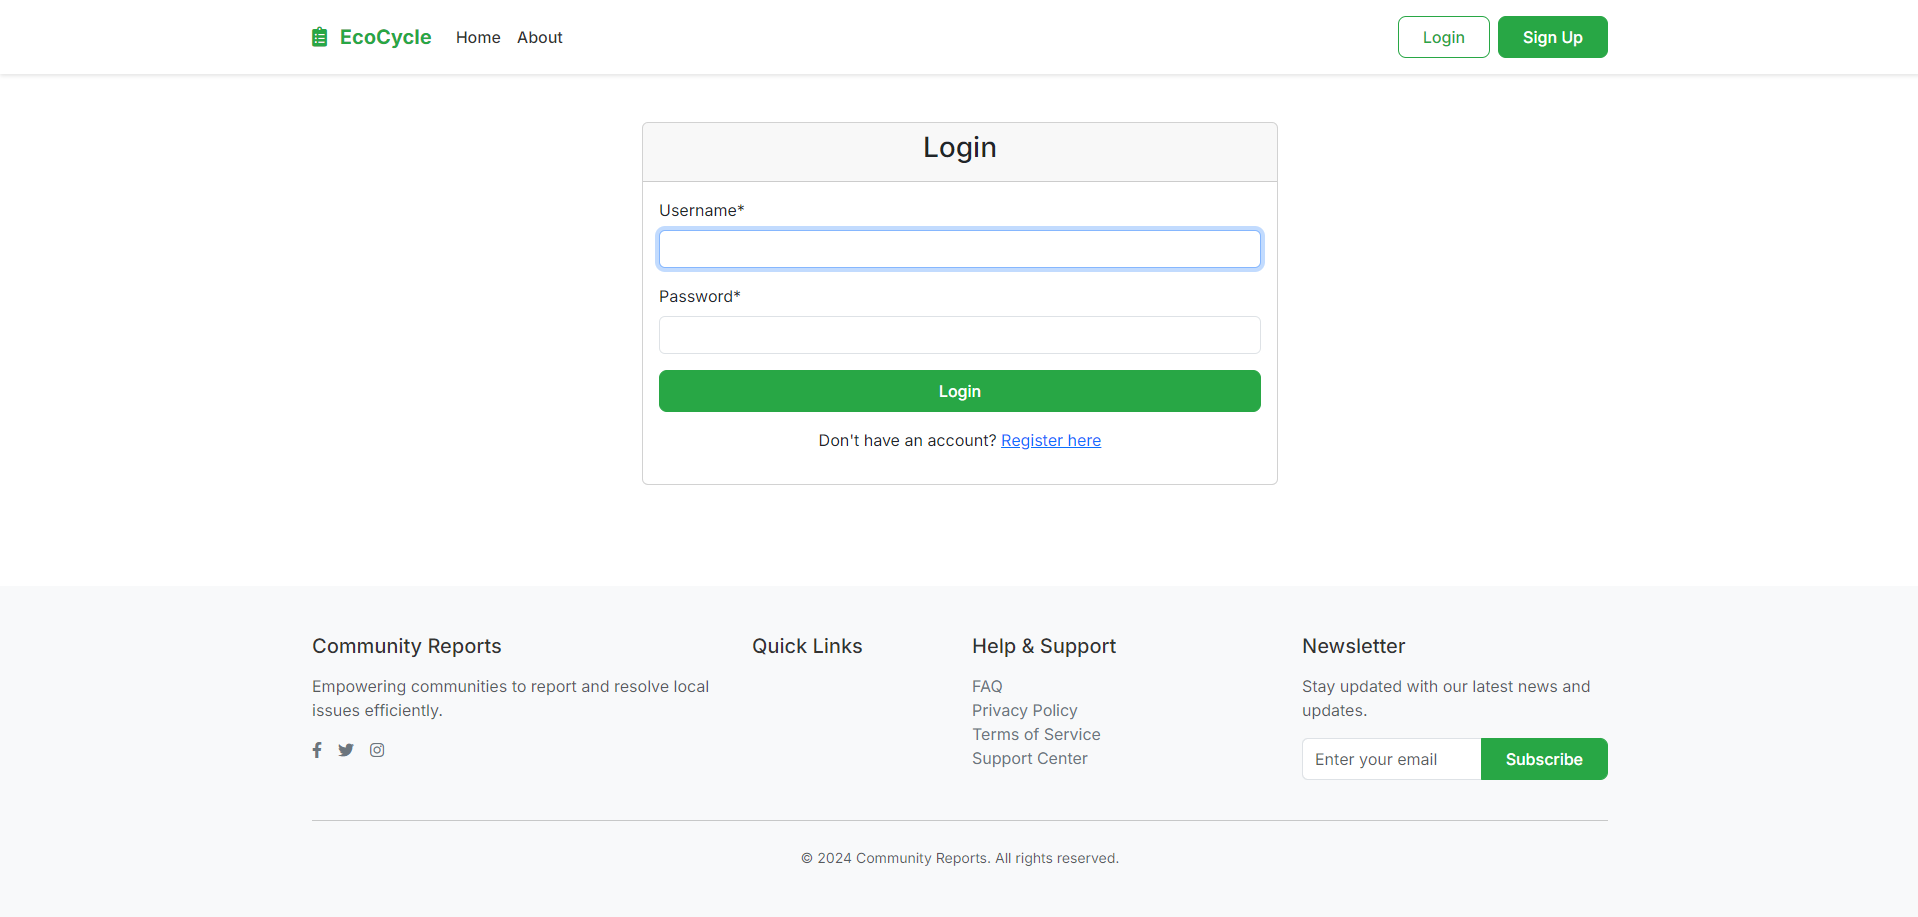 EcoCycle Home About Login Sign Up
Login
Username*
Password*
Login
Don't have an account? Register here
Community Reports
Empowering communities to report and resolve local
issues efficiently.
Quick Links
Help & Support
FAQ
Privacy Policy
Terms of Service
Support Center
Newsletter
Stay updated with our latest news and
updates.
Enter your email Subscribe
© 2024 Community Reports. All rights reserved.